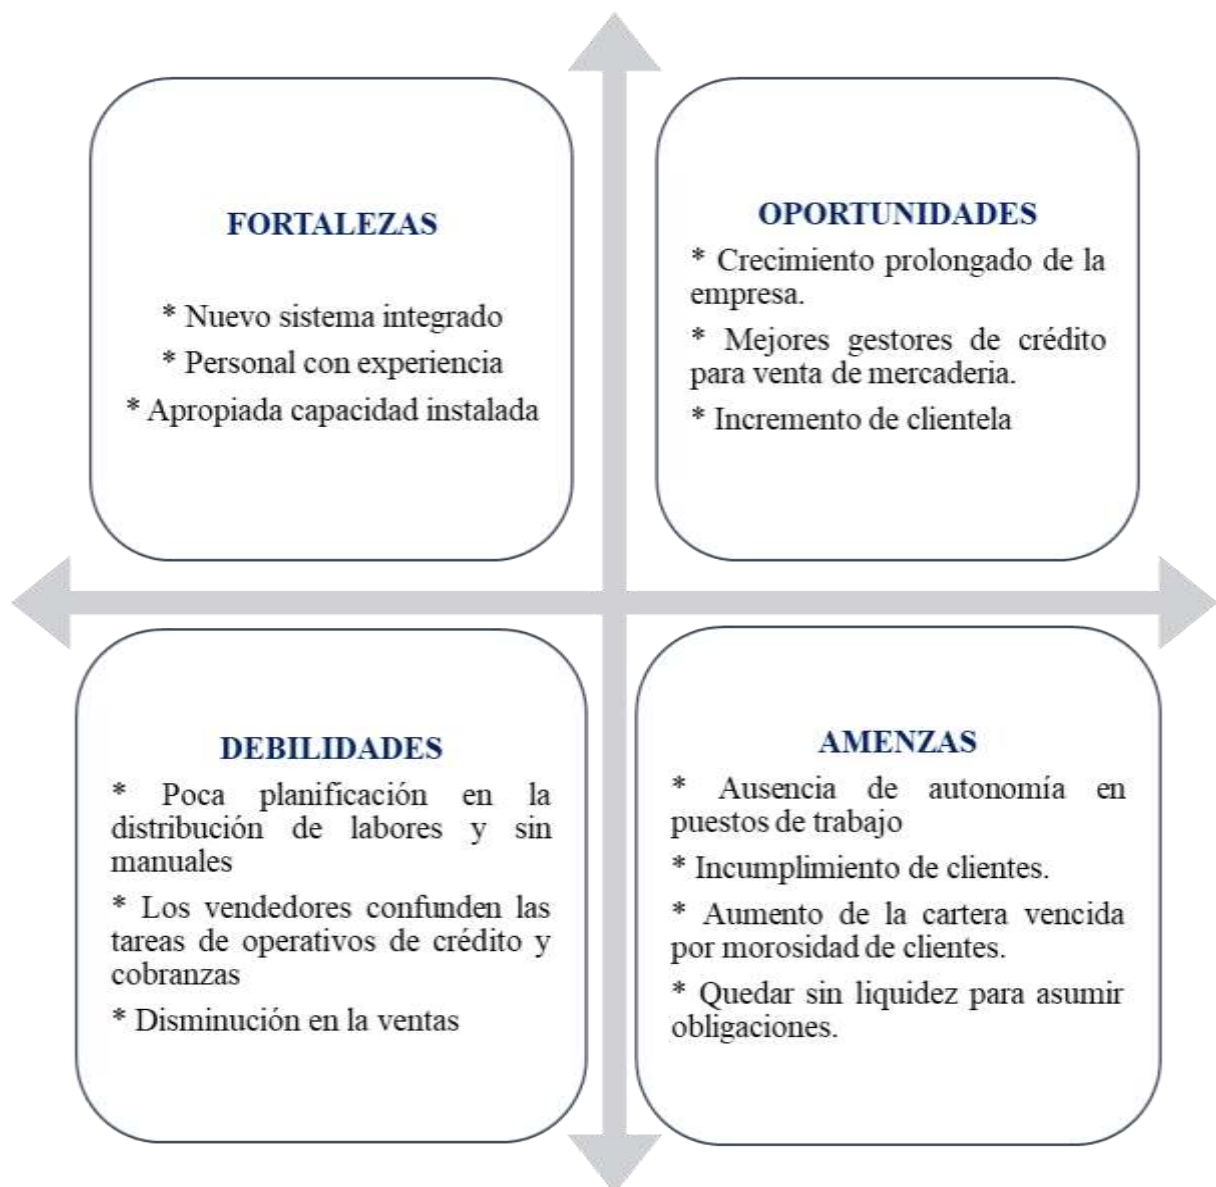 FORTALEZAS
* Nuevo sistema integrado
* Personal con experiencia
* Apropiada capacidad instalada
OPORTUNIDADES
* Crecimiento prolongado de la
empresa.
* Mejores gestores de crédito
para venta de mercaderia.
* Incremento de clientela
DEBILIDADES
* Poca planificación en la
distribución de labores y sin
manuales
* Los vendedores confunden las
tareas de operativos de crédito y
cobranzas
* Disminución en la ventas
AMENZAS
* Ausencia de autonomía en
puestos de trabajo
* Incumplimiento de clientes.
* Aumento de la cartera vencida
por morosidad de clientes.
* Quedar sin liquidez para asumir
obligaciones.